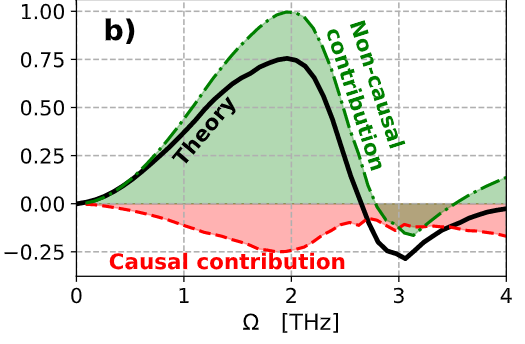 b)
1.00
0.75
0.50
0.25
0.00
−0.25
Non-causal
contribution
Theory
Causal contribution
0 1 2 3 4
Ω [THz]